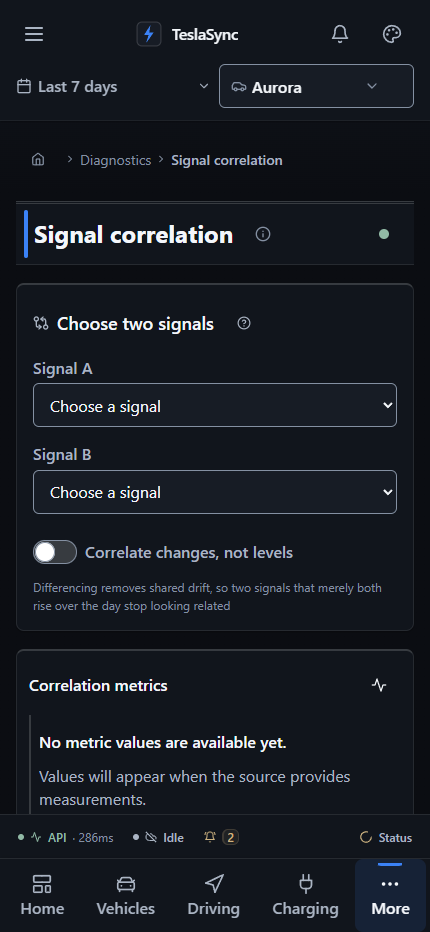 TeslaSync
Last 7 days
Aurora
Diagnostics
Signal correlation
Signal correlation
Choose two signals
Signal A
Choose a signal
Signal B
Choose a signal
Correlate changes, not levels
Differencing removes shared drift, so two signals that merely both
rise over the day stop looking related
Correlation metrics
No metric values are available yet.
Values will appear when the source provides
measurements.
API · 286ms Idle 2 Status
Home Vehicles Driving Charging More